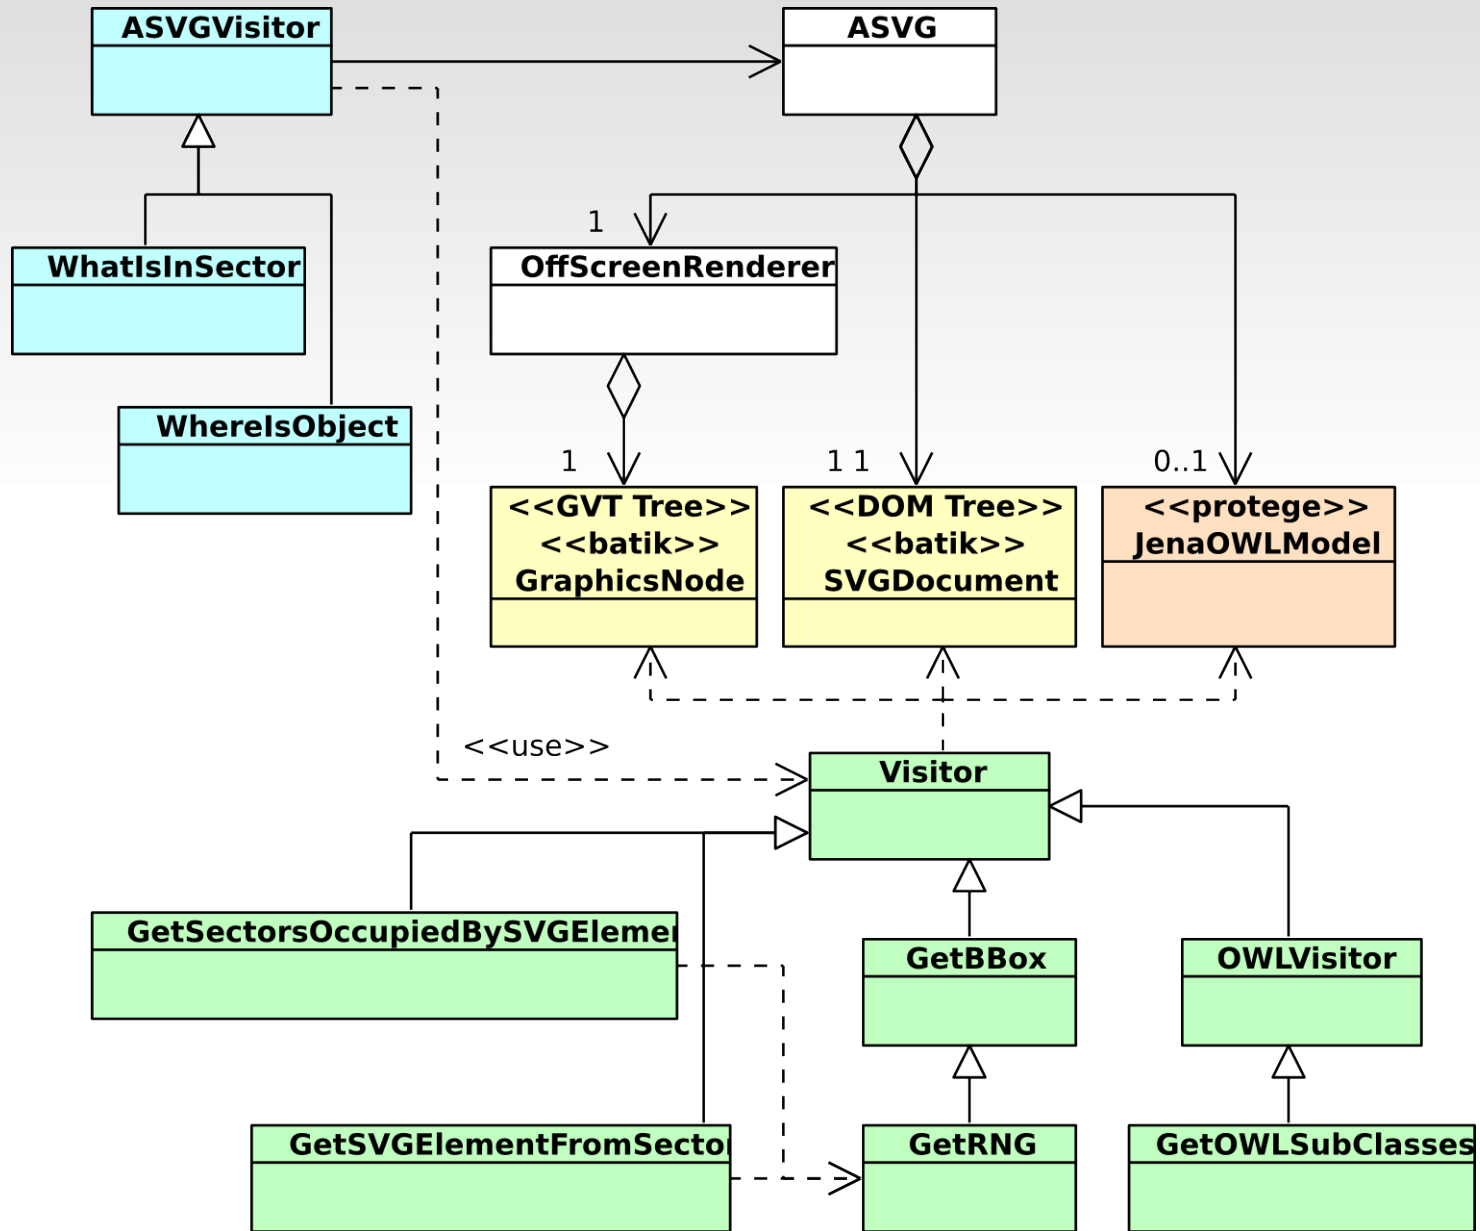 ASVGVisitor
ASVG
1
WhatIsInSector
OffScreenRenderer
WhereIsObject
1
1 1
0..1
<<GVT Tree>>
<<batik>>
GraphicsNode
<<DOM Tree>>
<<batik>>
SVGDocument
<<protege>>
JenaOWLModel
<<use>>
Visitor
GetSectorsOccupiedBySVGElemen
GetBBox
OWLVisitor
GetSVGElementFromSector
GetRNG
GetOWLSubClasses